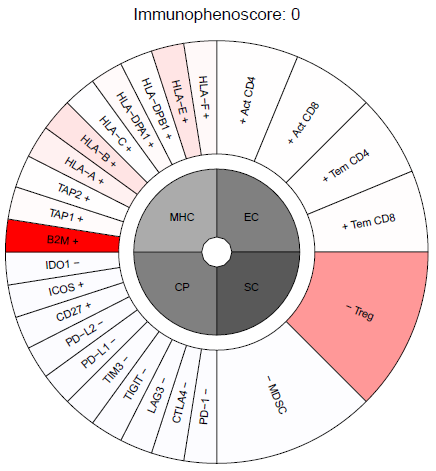 Immunophenoscore: 0
+ Act CD4
+ Act CD8
+ Tem CD4
+ Tem CD8
− Treg
− MDSC
PD−1 −
CTLA4 −
LAG3 −
TIGIT −
TIM3 −
PD−L1 −
PD−L2 −
CD27 +
ICOS +
IDO1 −
B2M +
TAP1 +
TAP2 +
HLA−A +
HLA−B +
HLA−C +
HLA−DPA1 +
HLA−DPB1 +
HLA−E +
HLA−F +
MHC
EC
CP
SC